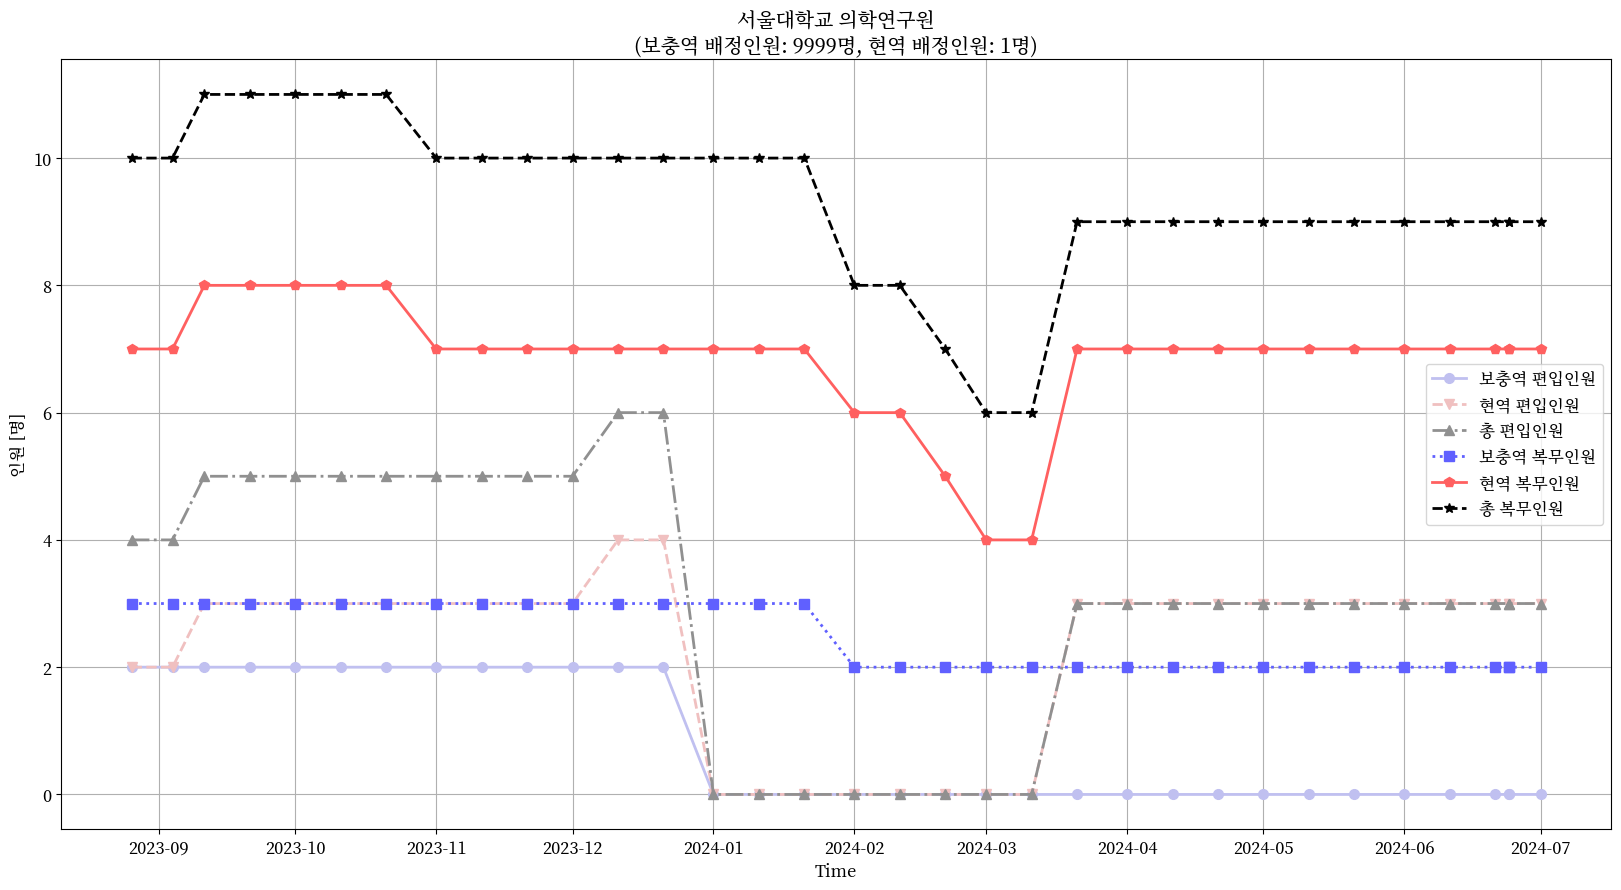 서울대학교 의학연구원
(보충역 배정인원: 9999명, 현역 배정인원: 1명)
인원 [명]
10
8
6
4
2
0
보충역 편입인원
현역 편입인원
총 편입인원
보충역 복무인원
현역 복무인원
총 복무인원
2023-09 2023-10 2023-11 2023-12 2024-01 2024-02 2024-03 2024-04 2024-05 2024-06 2024-07
Time